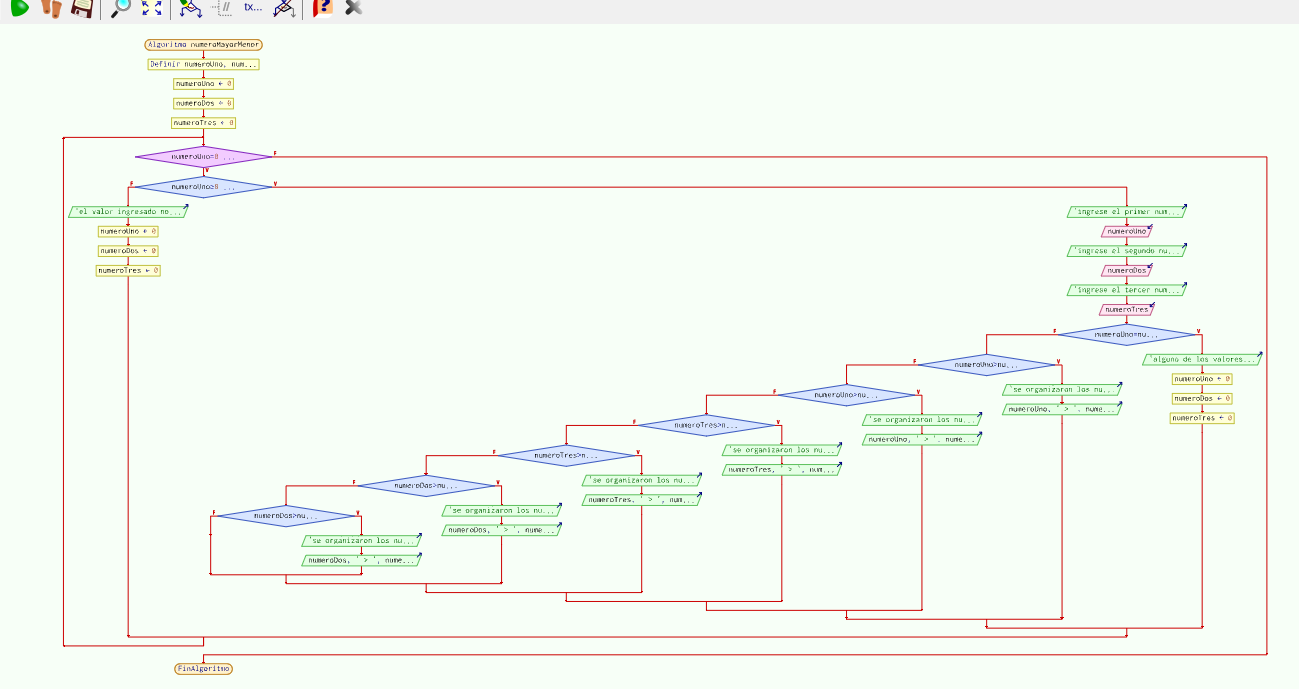 tx...
Algoritmo numeroMayorMenor
Definir numeroUno, num...
numeroUno ← 0
numeroDos ← 0
numeroTres ← 0
numeroUno=0 ...
F
V
numeroUno≥0 ...
F
V
'el valor ingresado no...
numeroUno ← 0
numeroDos ← 0
numeroTres ← 0
'ingrese el primer num...
numeroUno
'ingrese el segundo nu...
numeroDos
'ingrese el tercer num...
numeroTres
numeroUno=nu...
F
V
'alguno de los valores...
numeroUno ← 0
numeroDos ← 0
numeroTres ← 0
numeroUno>nu...
F
V
'se organizaron los nu...
numeroUno, ' > ', nume...
numeroUno>nu...
F
V
'se organizaron los nu...
numeroUno, ' > ', nume...
numeroTres>n...
F
V
'se organizaron los nu...
numeroTres, ' > ', num...
numeroTres>n...
F
V
'se organizaron los nu...
numeroTres, ' > ', num...
numeroDos>nu...
F
V
'se organizaron los nu...
numeroDos, ' > ', nume...
numeroDos>nu...
F
V
'se organizaron los nu...
numeroDos, ' > ', nume...
FinAlgoritmo